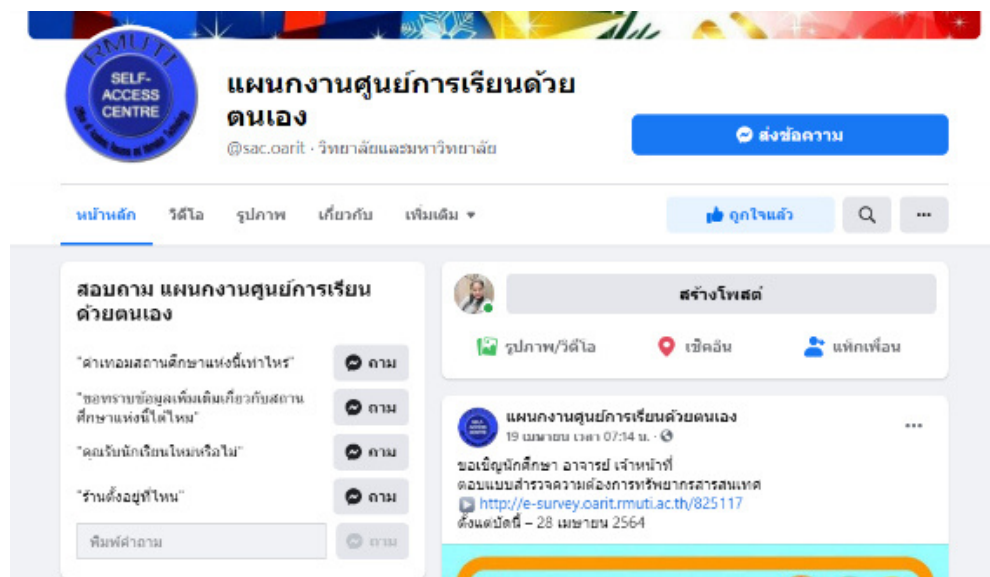 RMUTI
SELF-
ACCESS
CENTRE
แผนกงานศูนย์การเรียนด้วย
ตนเอง
@sac.oarit · วิทยาลัยและมหาวิทยาลัย
ส่งข้อความ
หน้าหลัก วิดีโอ รูปภาพ เกี่ยวกับ เพิ่มเติม
ถูกใจแล้ว
สอบถาม แผนกงานศูนย์การเรียน
ด้วยตนเอง
"ค่าเทอมสถานศึกษาแห่งนี้เท่าไหร่" ถาม
"ขอทราบข้อมูลเพิ่มเติมเกี่ยวกับสถาน
ศึกษาแห่งนี้ได้ไหม" ถาม
"คุณรับนักเรียนใหม่หรือไม่" ถาม
"ร้านตั้งอยู่ที่ไหน" ถาม
พิมพ์คำถาม ถาม
สร้างโพสต์
รูปภาพ/วิดีโอ เช็คอิน แท็กเพื่อน
แผนกงานศูนย์การเรียนด้วยตนเอง
19 เมษายน เวลา 07:14 น. ·
ขอเชิญนักศึกษา อาจารย์ เจ้าหน้าที่
ตอบแบบสำรวจความต้องการทรัพยากรสารสนเทศ
http://e-survey.oarit.rmuti.ac.th/825117
ตั้งแต่บัดนี้ – 28 เมษายน 2564